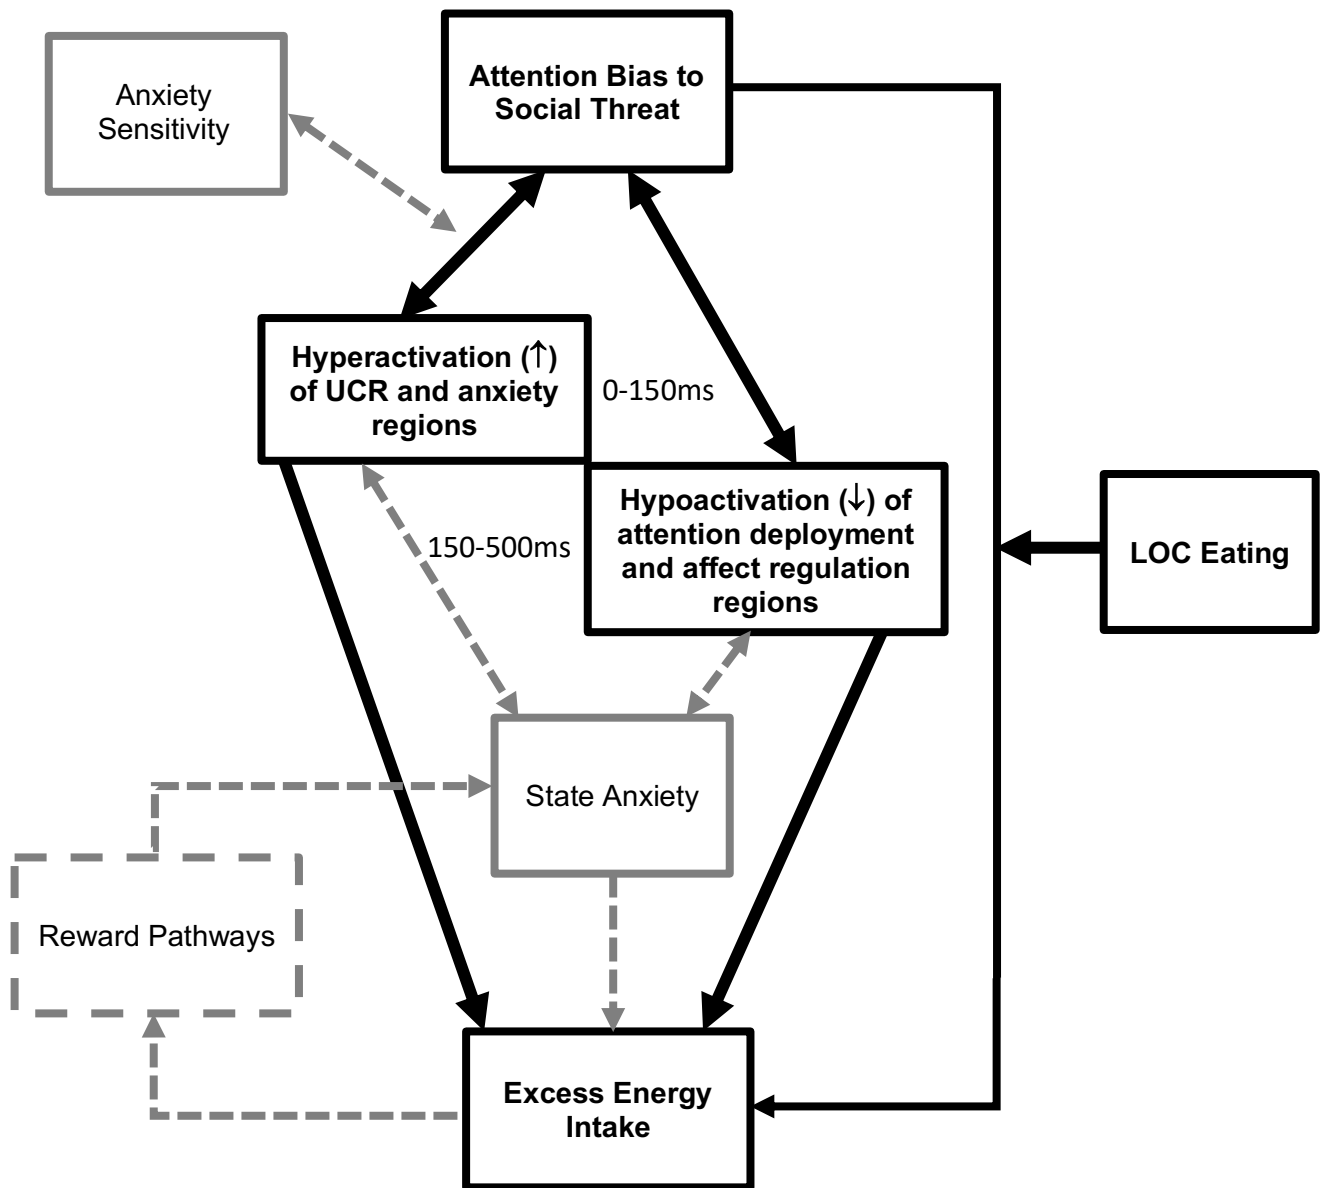 Anxiety
Sensitivity
Attention Bias to
Social Threat
Hyperactivation (↑)
of UCR and anxiety
regions
0-150ms
Hypoactivation (↓) of
attention deployment
and affect regulation
regions
150-500ms
LOC Eating
State Anxiety
Reward Pathways
Excess Energy
Intake